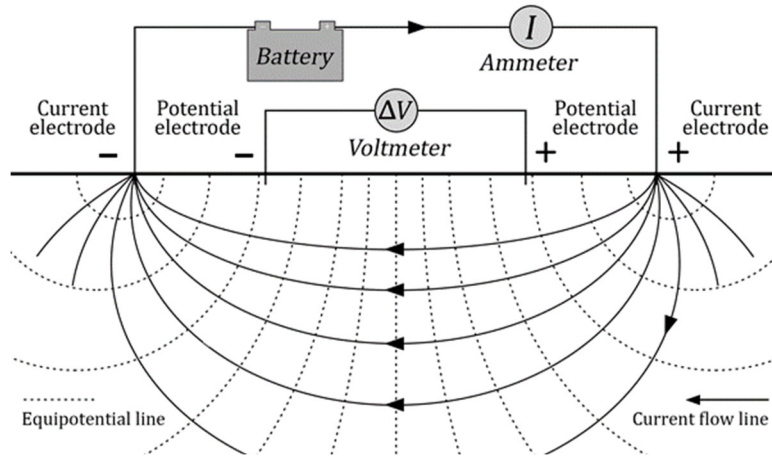 I
Battery
Ammeter
Current
electrode
Potential
electrode
ΔV
Voltmeter
Potential
electrode
Current
electrode
− − + +
Equipotential line
Current flow line